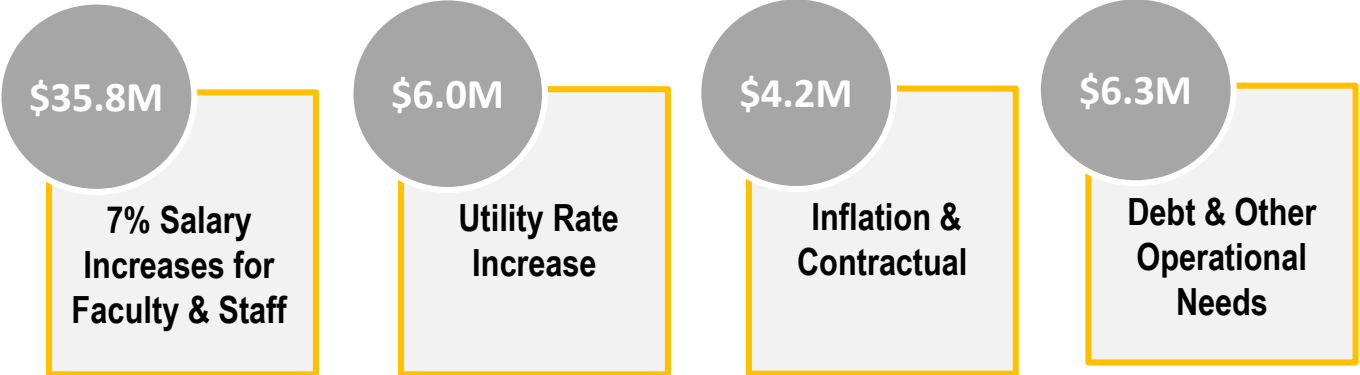 $35.8M
7% Salary
Increases for
Faculty & Staff
$6.0M
Utility Rate
Increase
$4.2M
Inflation &
Contractual
$6.3M
Debt & Other
Operational
Needs